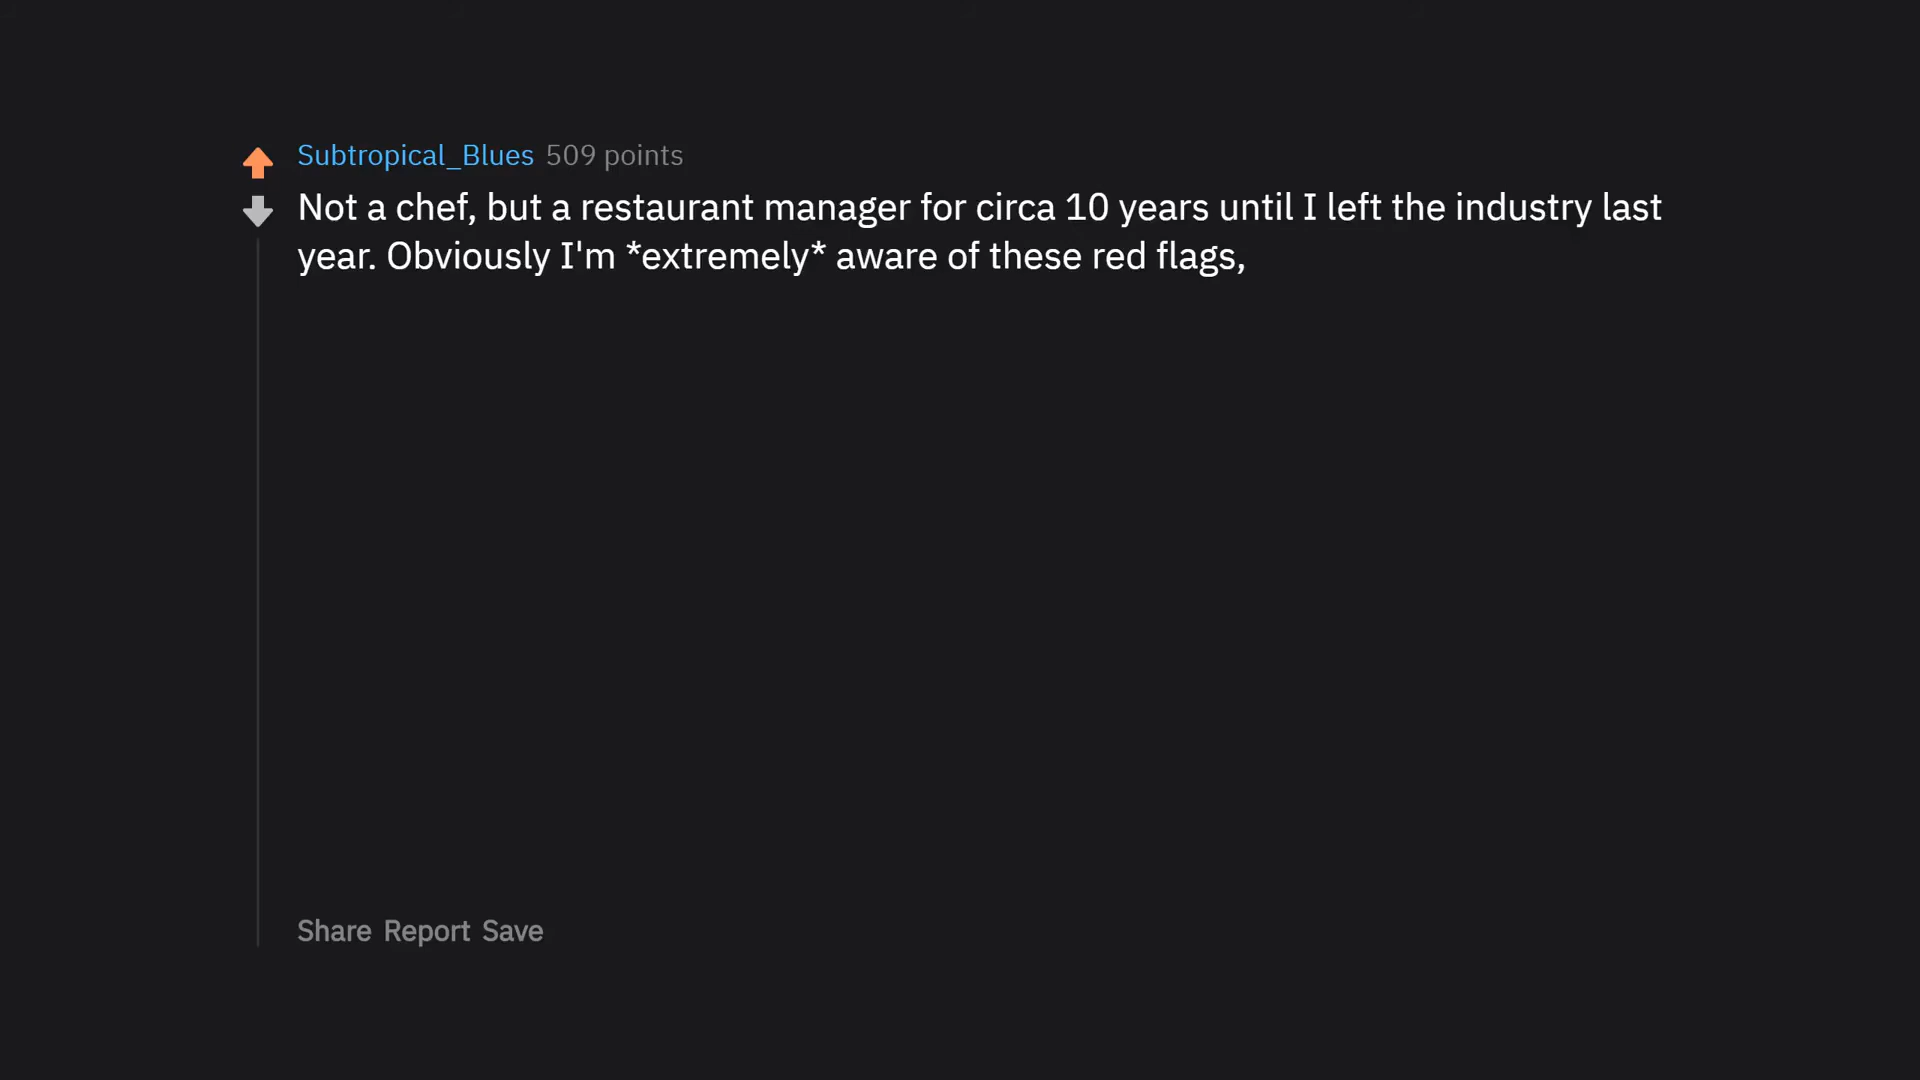 Subtropical_Blues 509 points
Not a chef, but a restaurant manager for circa 10 years until I left the industry last
year. Obviously I'm *extremely* aware of these red flags,
Share Report Save